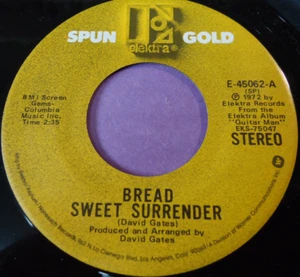 SPUN GOLD
elektra
BMI Screen
Gems-
Columbia
Music Inc.
Time 2:35
E-45062-A
(SP)
℗ 1972 by
Elektra Records
From the
Elektra Album
"Guitar Man"
EKS-75047
STEREO
BREAD
SWEET SURRENDER
(David Gates)
Produced and Arranged by
David Gates